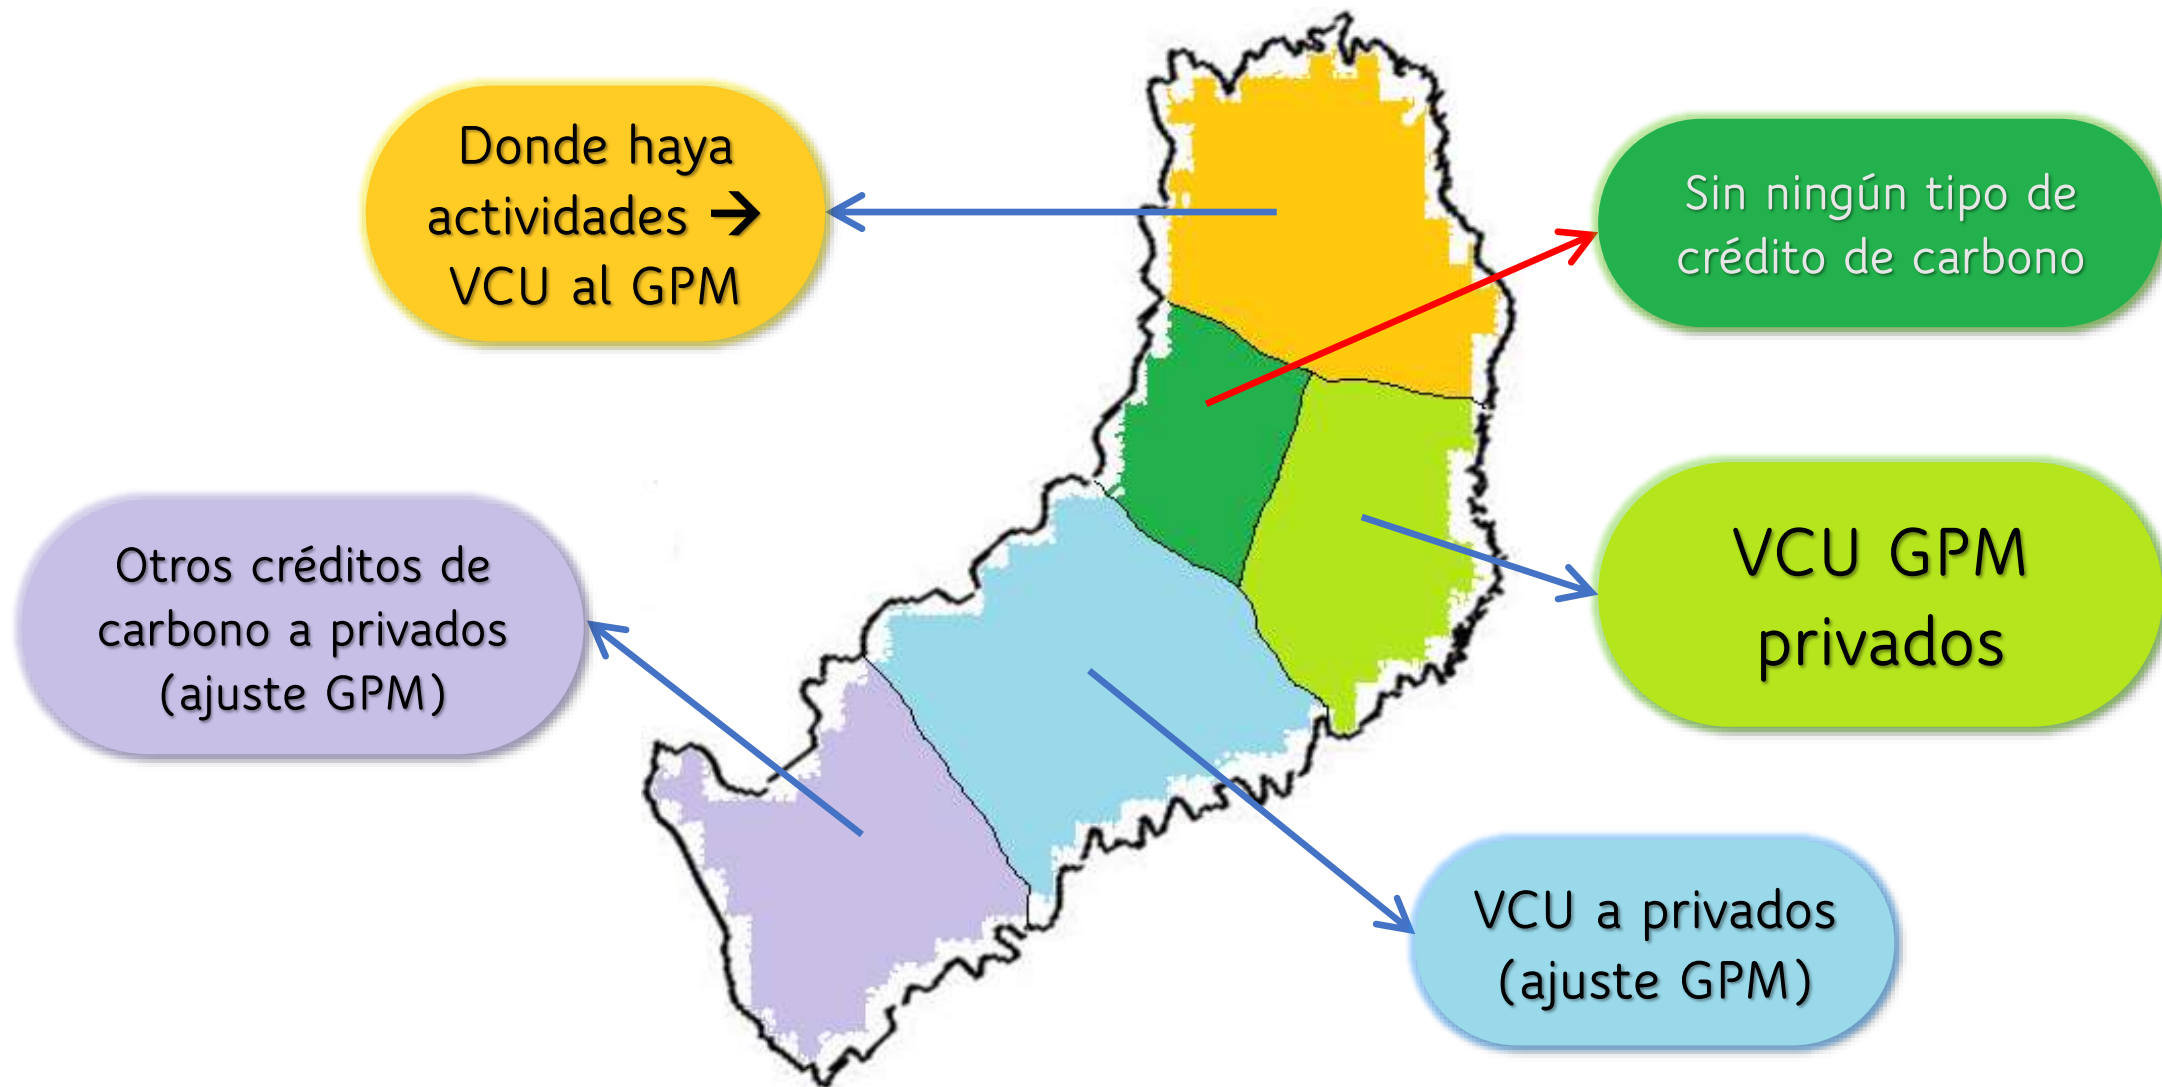 Donde haya
actividades →
VCU al GPM
Sin ningún tipo de
crédito de carbono
Otros créditos de
carbono a privados
(ajuste GPM)
VCU GPM
privados
VCU a privados
(ajuste GPM)